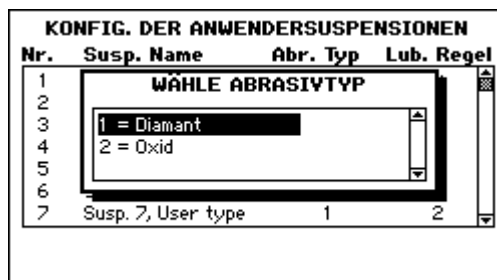 KONFIG. DER ANWENDERSUSPENSIONEN
Nr. Susp. Name Abr. Typ Lub. Regel
1
WÄHLE ABRASIVTYP
2
3
1 = Diamant
4
2 = Oxid
5
6
7 Susp. 7, User type 1 2